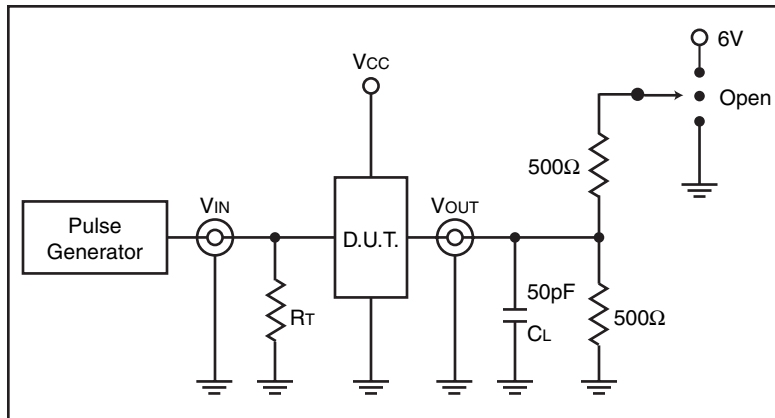 6V
Open
VCC
500Ω
VIN
VOUT
Pulse
Generator
D.U.T.
50pF
CL
RT
500Ω